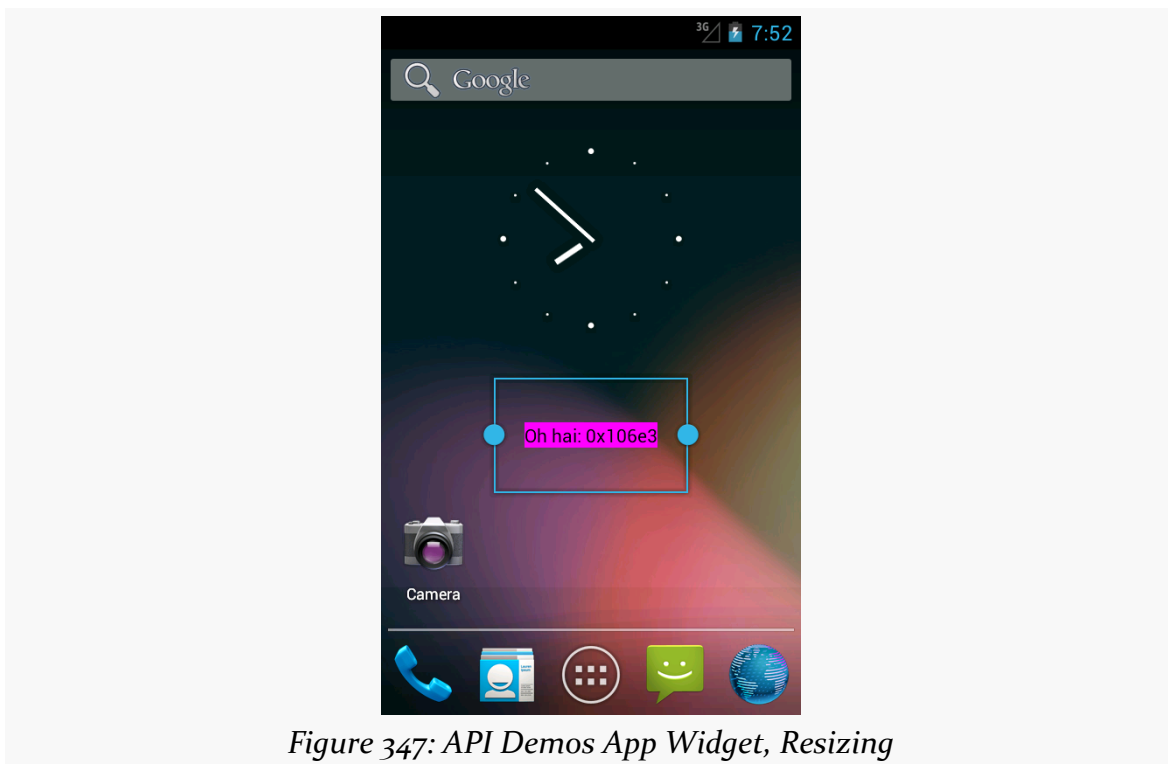 3G 7:52
Google
Oh hai: 0x106e3
Camera
Figure 347: API Demos App Widget, Resizing